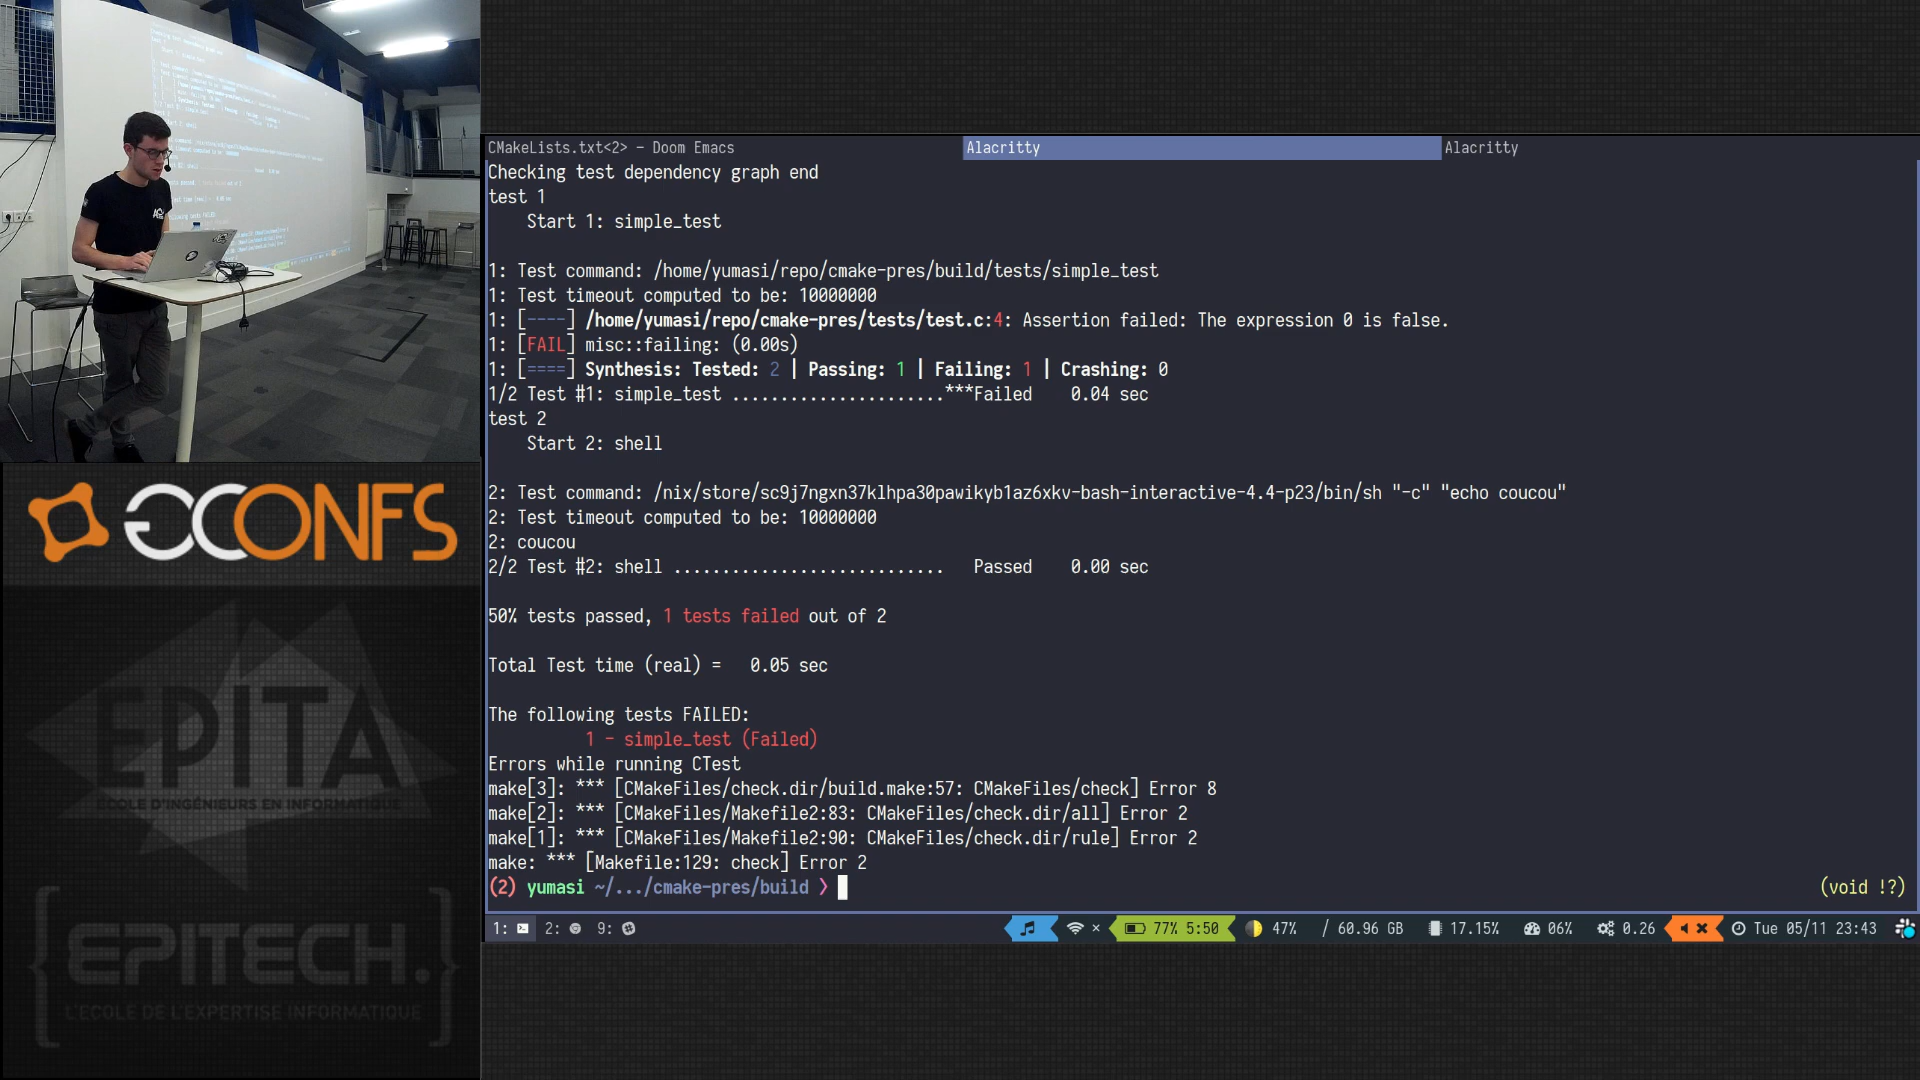 CMakeLists.txt<2> – Doom Emacs
Alacritty
Alacritty
Checking test dependency graph end
test 1
    Start 1: simple_test
1: Test command: /home/yumasi/repo/cmake-pres/build/tests/simple_test
1: Test timeout computed to be: 10000000
1: [----] /home/yumasi/repo/cmake-pres/tests/test.c:4: Assertion failed: The expression 0 is false.
1: [FAIL] misc::failing: (0.00s)
1: [====] Synthesis: Tested: 2 | Passing: 1 | Failing: 1 | Crashing: 0
1/2 Test #1: simple_test ......................***Failed    0.04 sec
test 2
    Start 2: shell
2: Test command: /nix/store/sc9j7ngxn37klhpa30pawikyb1az6xkv-bash-interactive-4.4-p23/bin/sh "-c" "echo coucou"
2: Test timeout computed to be: 10000000
2: coucou
2/2 Test #2: shell ............................   Passed    0.00 sec
50% tests passed, 1 tests failed out of 2
Total Test time (real) =   0.05 sec
The following tests FAILED:
          1 - simple_test (Failed)
Errors while running CTest
make[3]: *** [CMakeFiles/check.dir/build.make:57: CMakeFiles/check] Error 8
make[2]: *** [CMakeFiles/Makefile2:83: CMakeFiles/check.dir/all] Error 2
make[1]: *** [CMakeFiles/Makefile2:90: CMakeFiles/check.dir/rule] Error 2
make: *** [Makefile:129: check] Error 2
(2) yumasi ~/.../cmake-pres/build ❯
(void !?)
1: 2: 9: × 77% 5:50 47% / 60.96 GB 17.15% 06% 0.26 Tue 05/11 23:43
CONFS
EPITA
ÉCOLE D'INGÉNIEURS EN INFORMATIQUE
{EPITECH.}
L'ECOLE DE L'EXPERTISE INFORMATIQUE